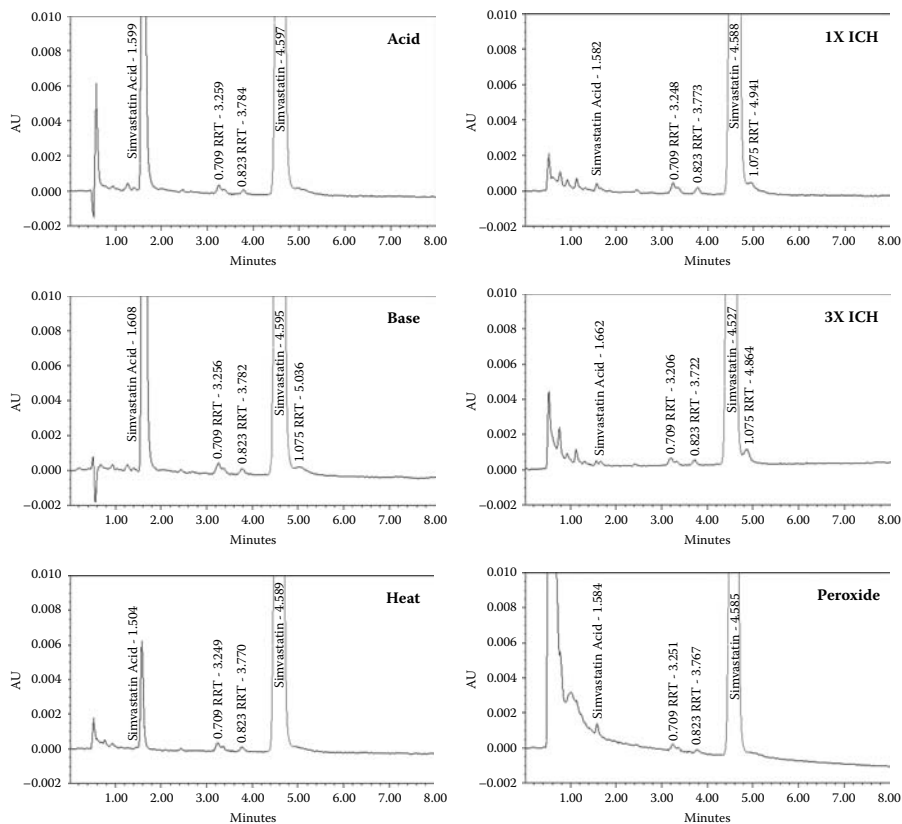 Acid
AU
0.010
0.008
0.006
0.004
0.002
0.000
−0.002
Simvastatin Acid - 1.599
0.709 RRT - 3.259
0.823 RRT - 3.784
Simvastatin - 4.597
1.00 2.00 3.00 4.00 5.00 6.00 7.00 8.00
Minutes
1X ICH
AU
0.010
0.008
0.006
0.004
0.002
0.000
−0.002
Simvastatin Acid - 1.582
0.709 RRT - 3.248
0.823 RRT - 3.773
Simvastatin - 4.588
1.075 RRT - 4.941
1.00 2.00 3.00 4.00 5.00 6.00 7.00 8.00
Minutes
Base
AU
0.010
0.008
0.006
0.004
0.002
0.000
−0.002
Simvastatin Acid - 1.608
0.709 RRT - 3.256
0.823 RRT - 3.782
Simvastatin - 4.595
1.075 RRT - 5.036
1.00 2.00 3.00 4.00 5.00 6.00 7.00 8.00
Minutes
3X ICH
AU
0.010
0.008
0.006
0.004
0.002
0.000
−0.002
Simvastatin Acid - 1.662
0.709 RRT - 3.206
0.823 RRT - 3.722
Simvastatin - 4.527
1.075 RRT - 4.864
1.00 2.00 3.00 4.00 5.00 6.00 7.00 8.00
Minutes
Heat
AU
0.010
0.008
0.006
0.004
0.002
0.000
−0.002
Simvastatin Acid - 1.504
0.709 RRT - 3.249
0.823 RRT - 3.770
Simvastatin - 4.589
1.00 2.00 3.00 4.00 5.00 6.00 7.00 8.00
Minutes
Peroxide
AU
0.010
0.008
0.006
0.004
0.002
0.000
−0.002
Simvastatin Acid - 1.584
0.709 RRT - 3.251
0.823 RRT - 3.767
Simvastatin - 4.585
1.00 2.00 3.00 4.00 5.00 6.00 7.00 8.00
Minutes